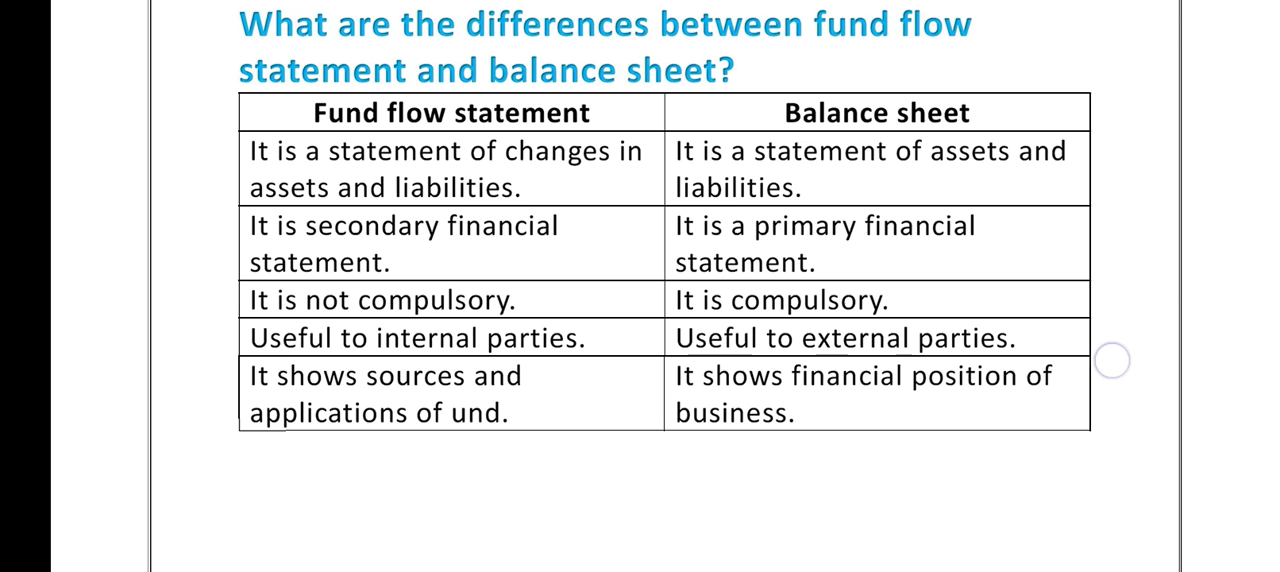 What are the differences between fund flow
statement and balance sheet?
Fund flow statement
Balance sheet
It is a statement of changes in
assets and liabilities.
It is a statement of assets and
liabilities.
It is secondary financial
statement.
It is a primary financial
statement.
It is not compulsory.
It is compulsory.
Useful to internal parties.
Useful to external parties.
It shows sources and
applications of und.
It shows financial position of
business.